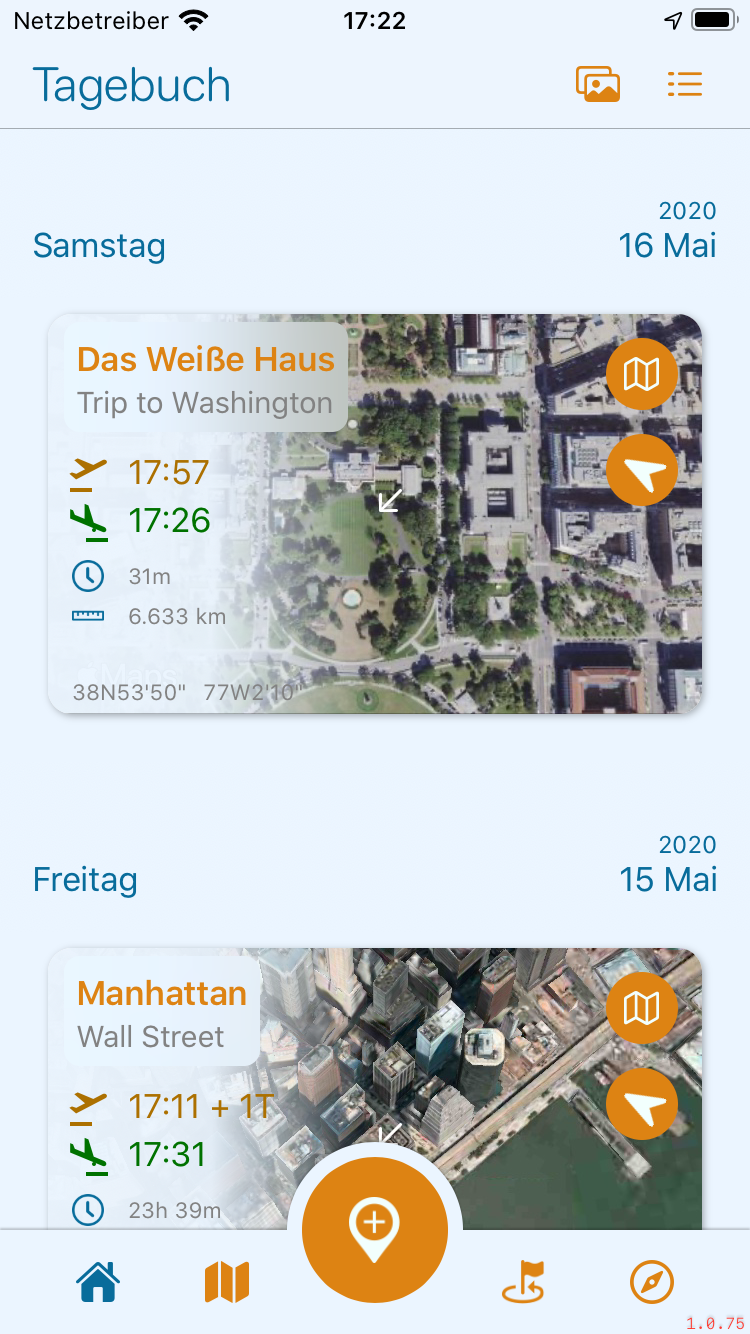 Netzbetreiber 17:22
Tagebuch
2020
Samstag 16 Mai
Das Weiße Haus
Trip to Washington
17:57
17:26
31m
6.633 km
Maps
38N53'50" 77W2'10"
2020
Freitag 15 Mai
Manhattan
Wall Street
17:11 + 1T
17:31
23h 39m
1.0.75